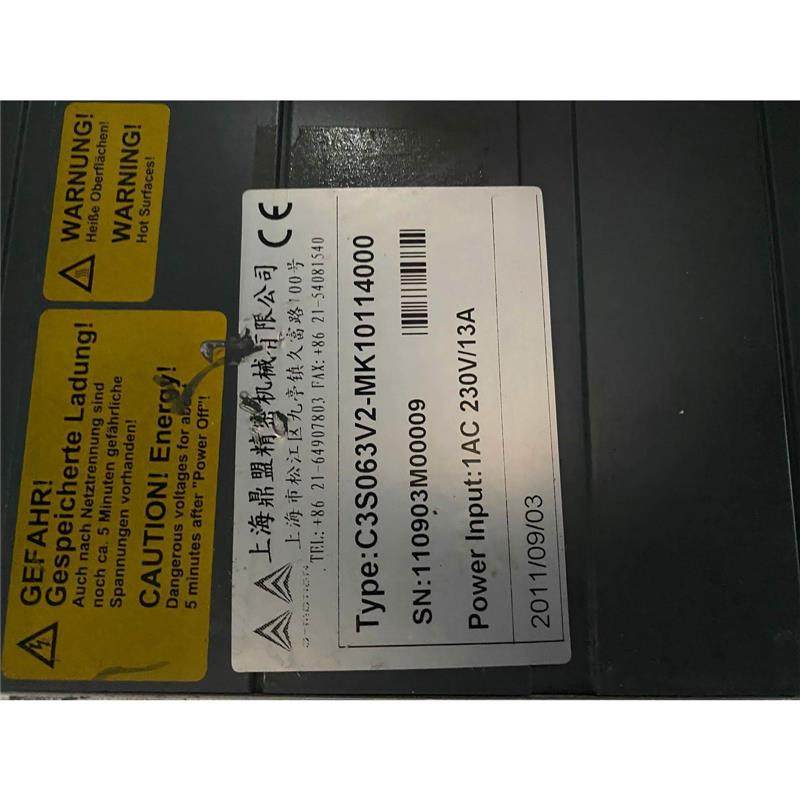 WARNUNG!
Heiße Oberflächen!
WARNING!
Hot Surfaces!
GEFAHR!
Gespeicherte Ladung!
Auch nach Netztrennung sind
noch ca. 5 Minuten gefährliche
Spannungen vorhanden!
CAUTION! Energy!
Dangerous voltages for
5 minutes after "Power Off"!
上海鼎盟精密机械有限公司
CE
上海市松江区九亭镇久富路100号
TEL:+86 21-64907803 FAX:+86 21-54081540
Type:C3S063V2-MK10114000
SN:110903M00009
Power Input:1AC 230V/13A
2011/09/03